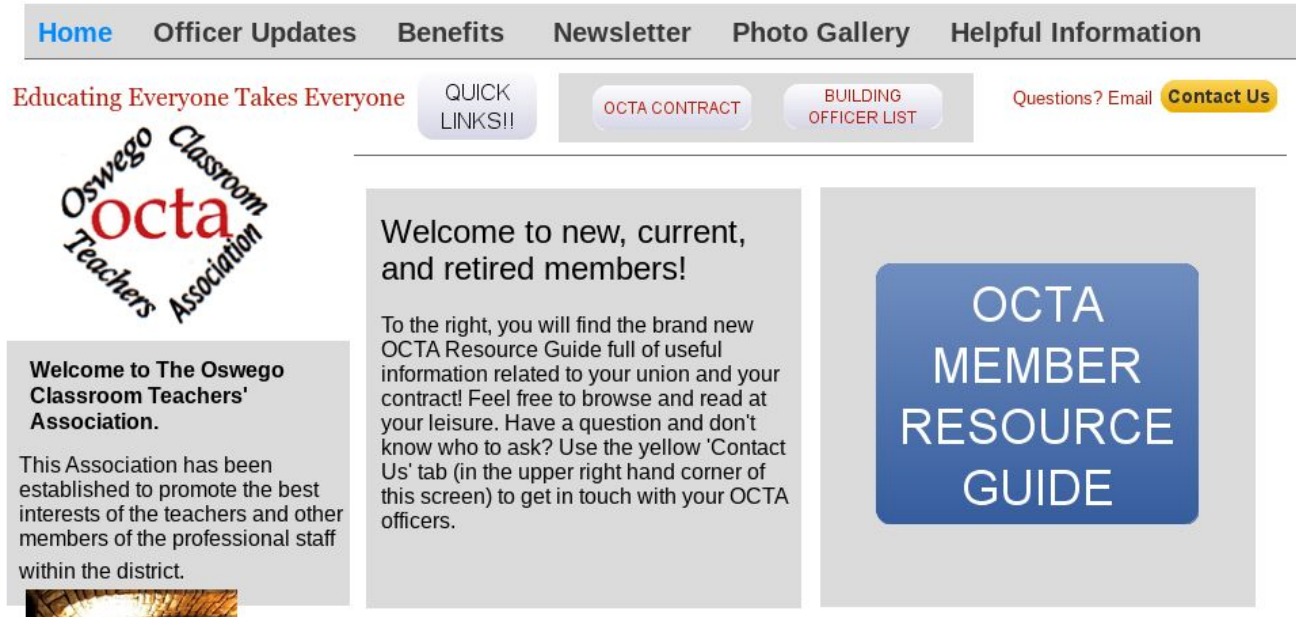 Home Officer Updates Benefits Newsletter Photo Gallery Helpful Information
Educating Everyone Takes Everyone
QUICK
LINKS!!
OCTA CONTRACT
BUILDING
OFFICER LIST
Questions? Email Contact Us
Oswego
Classroom
octa
Teachers
Association
Welcome to The Oswego
Classroom Teachers'
Association.
This Association has been
established to promote the best
interests of the teachers and other
members of the professional staff
within the district.
Welcome to new, current,
and retired members!
To the right, you will find the brand new
OCTA Resource Guide full of useful
information related to your union and your
contract! Feel free to browse and read at
your leisure. Have a question and don't
know who to ask? Use the yellow 'Contact
Us' tab (in the upper right hand corner of
this screen) to get in touch with your OCTA
officers.
OCTA
MEMBER
RESOURCE
GUIDE